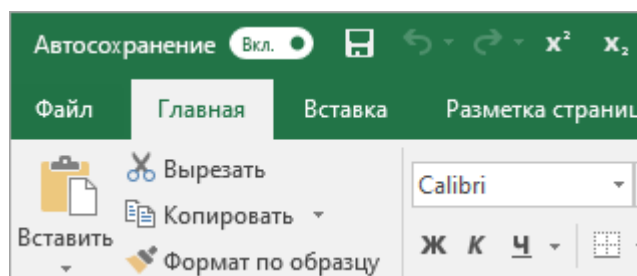 Автосохранение Вкл. x² x₂
Файл Главная Вставка Разметка страниц
Вырезать
Calibri
Копировать
Вставить
Ж К Ч
Формат по образцу